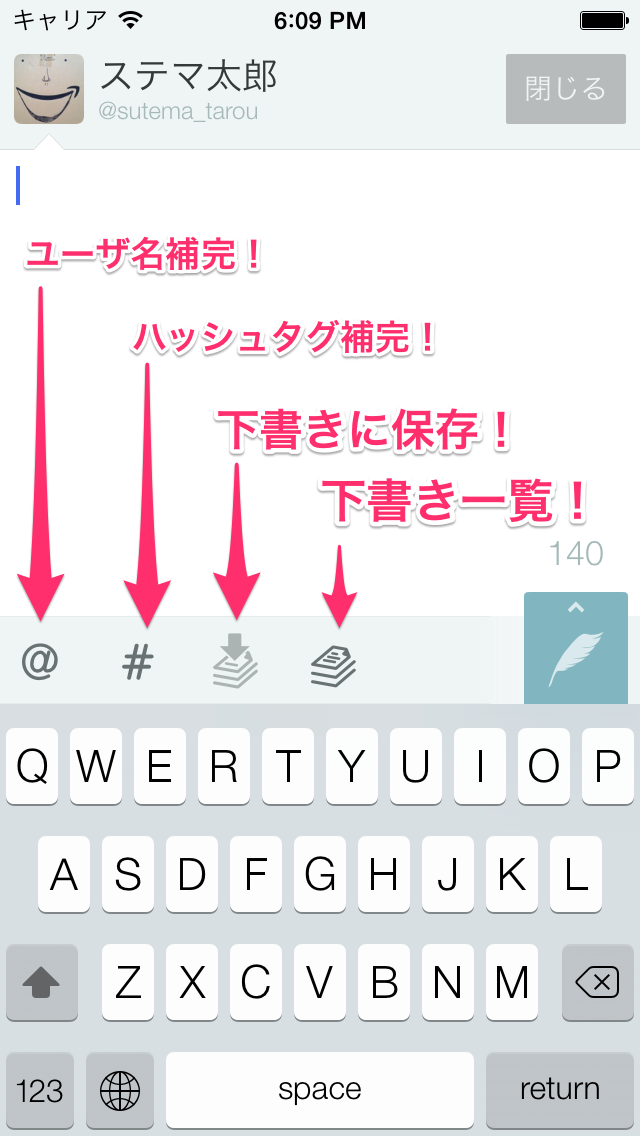 キャリア 6:09 PM
ステマ太郎
@sutema_tarou
閉じる
ユーザ名補完！
ハッシュタグ補完！
下書きに保存！
下書き一覧！
140
@ #
Q W E R T Y U I O P
A S D F G H J K L
Z X C V B N M
123 space return